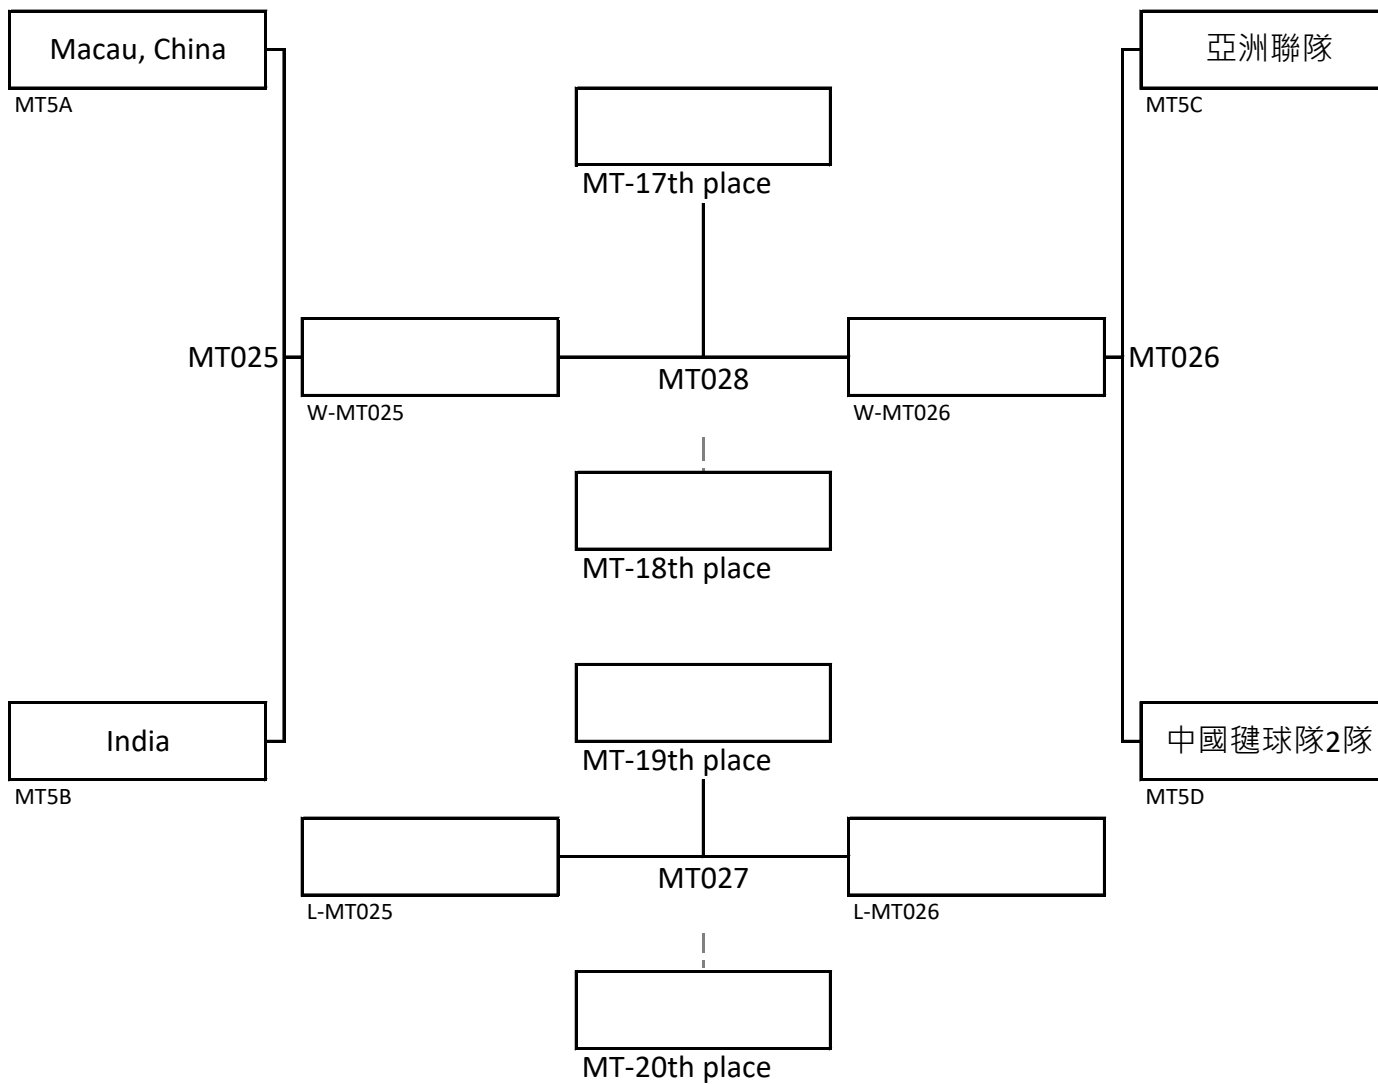 Macau, China
亞洲聯隊
MT5A
MT5C
MT-17th place
MT025
MT026
MT028
W-MT025
W-MT026
MT-18th place
India
中國毽球隊2隊
MT-19th place
MT5B
MT5D
MT027
L-MT025
L-MT026
MT-20th place